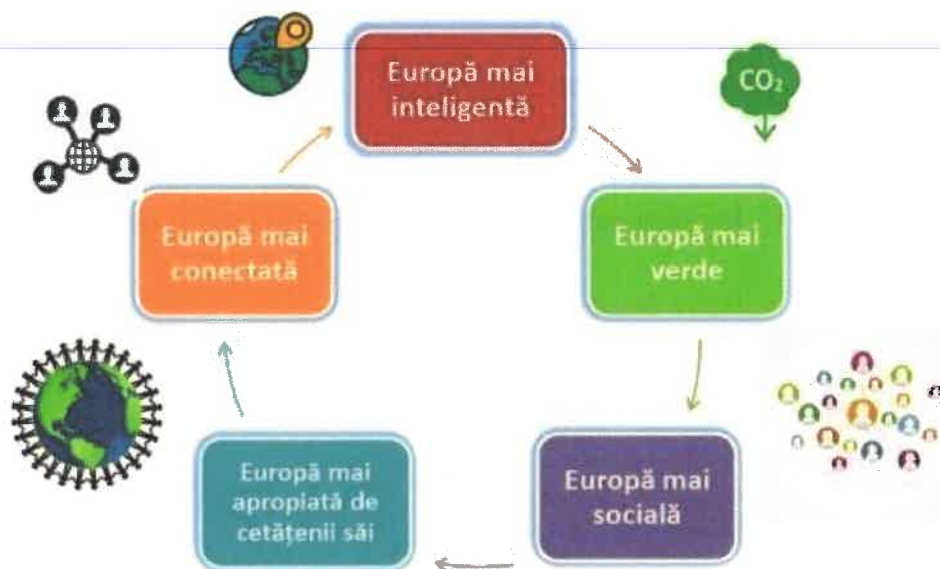 Europă mai
inteligentă
CO₂
Europă mai
conectată
Europă mai
verde
Europă mai
apropiată de
cetățenii săi
Europă mai
socială